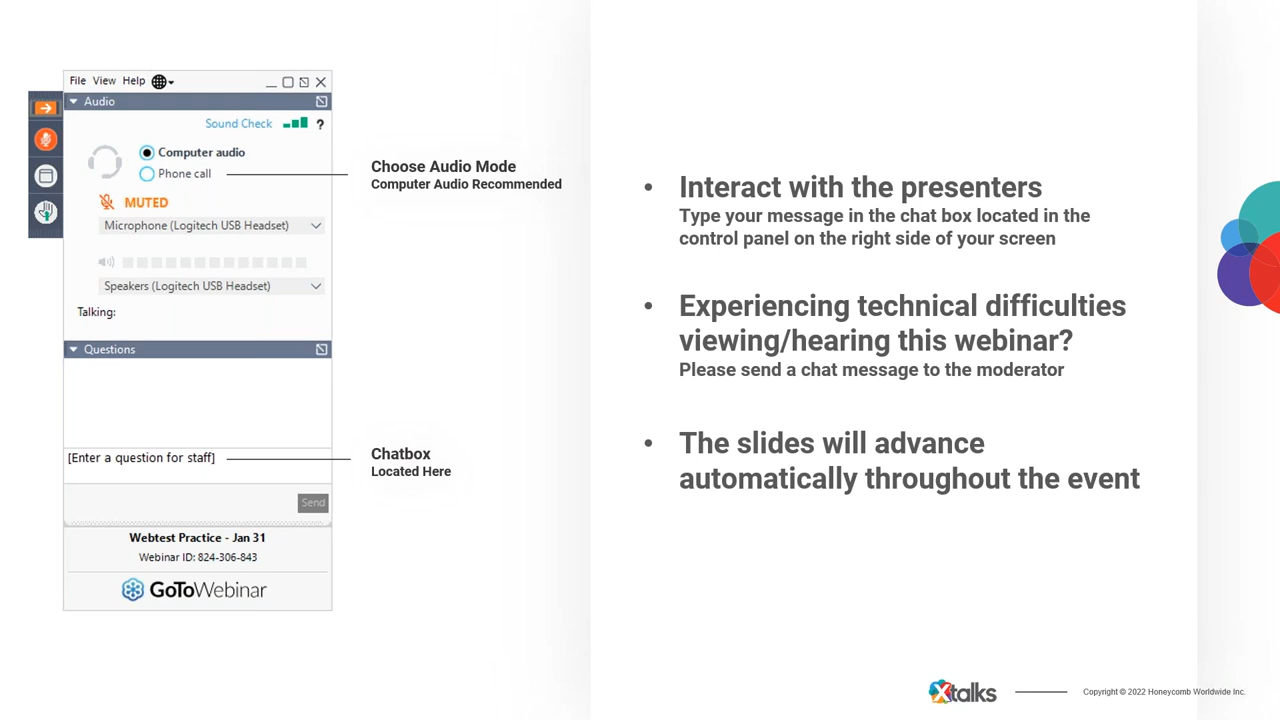 File View Help
Audio
Sound Check ?
Computer audio
Phone call
MUTED
Microphone (Logitech USB Headset)
Speakers (Logitech USB Headset)
Talking:
Questions
[Enter a question for staff]
Send
Webtest Practice - Jan 31
Webinar ID: 824-306-843
GoToWebinar
Choose Audio Mode
Computer Audio Recommended
Chatbox
Located Here
• Interact with the presenters
Type your message in the chat box located in the
control panel on the right side of your screen
• Experiencing technical difficulties
viewing/hearing this webinar?
Please send a chat message to the moderator
• The slides will advance
automatically throughout the event
Xtalks
Copyright © 2022 Honeycomb Worldwide Inc.